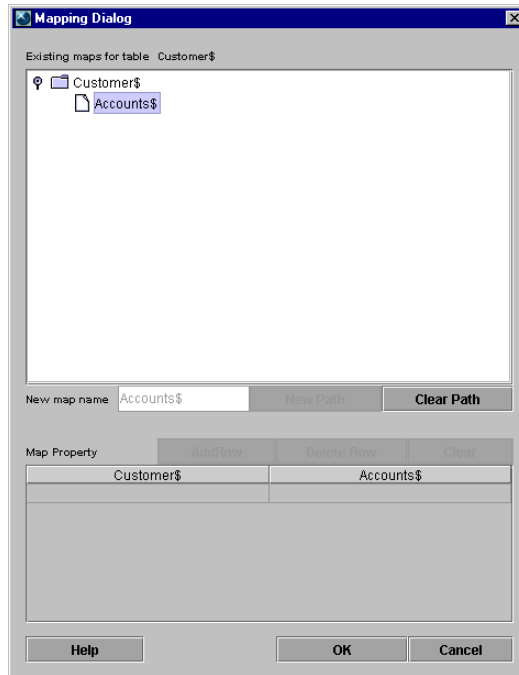 Mapping Dialog
Existing maps for table Customer$
Customer$
Accounts$
New map name Accounts$ New Path Clear Path
Map Property AddRow Delete Row Clear
Customer$ Accounts$
Help OK Cancel